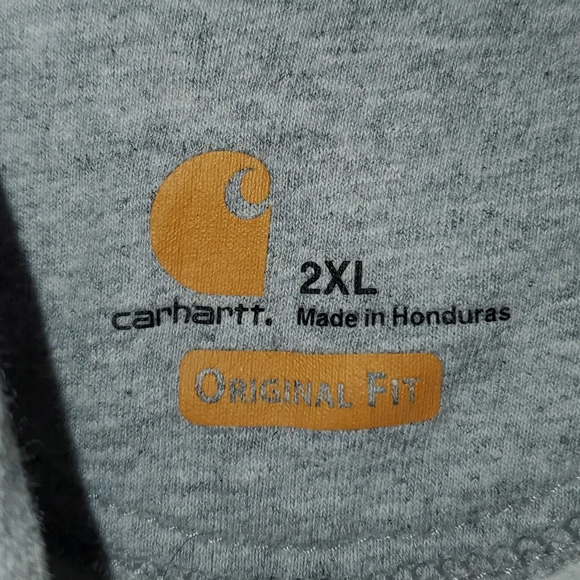 2XL
carhartt. Made in Honduras
ORIGINAL FIT